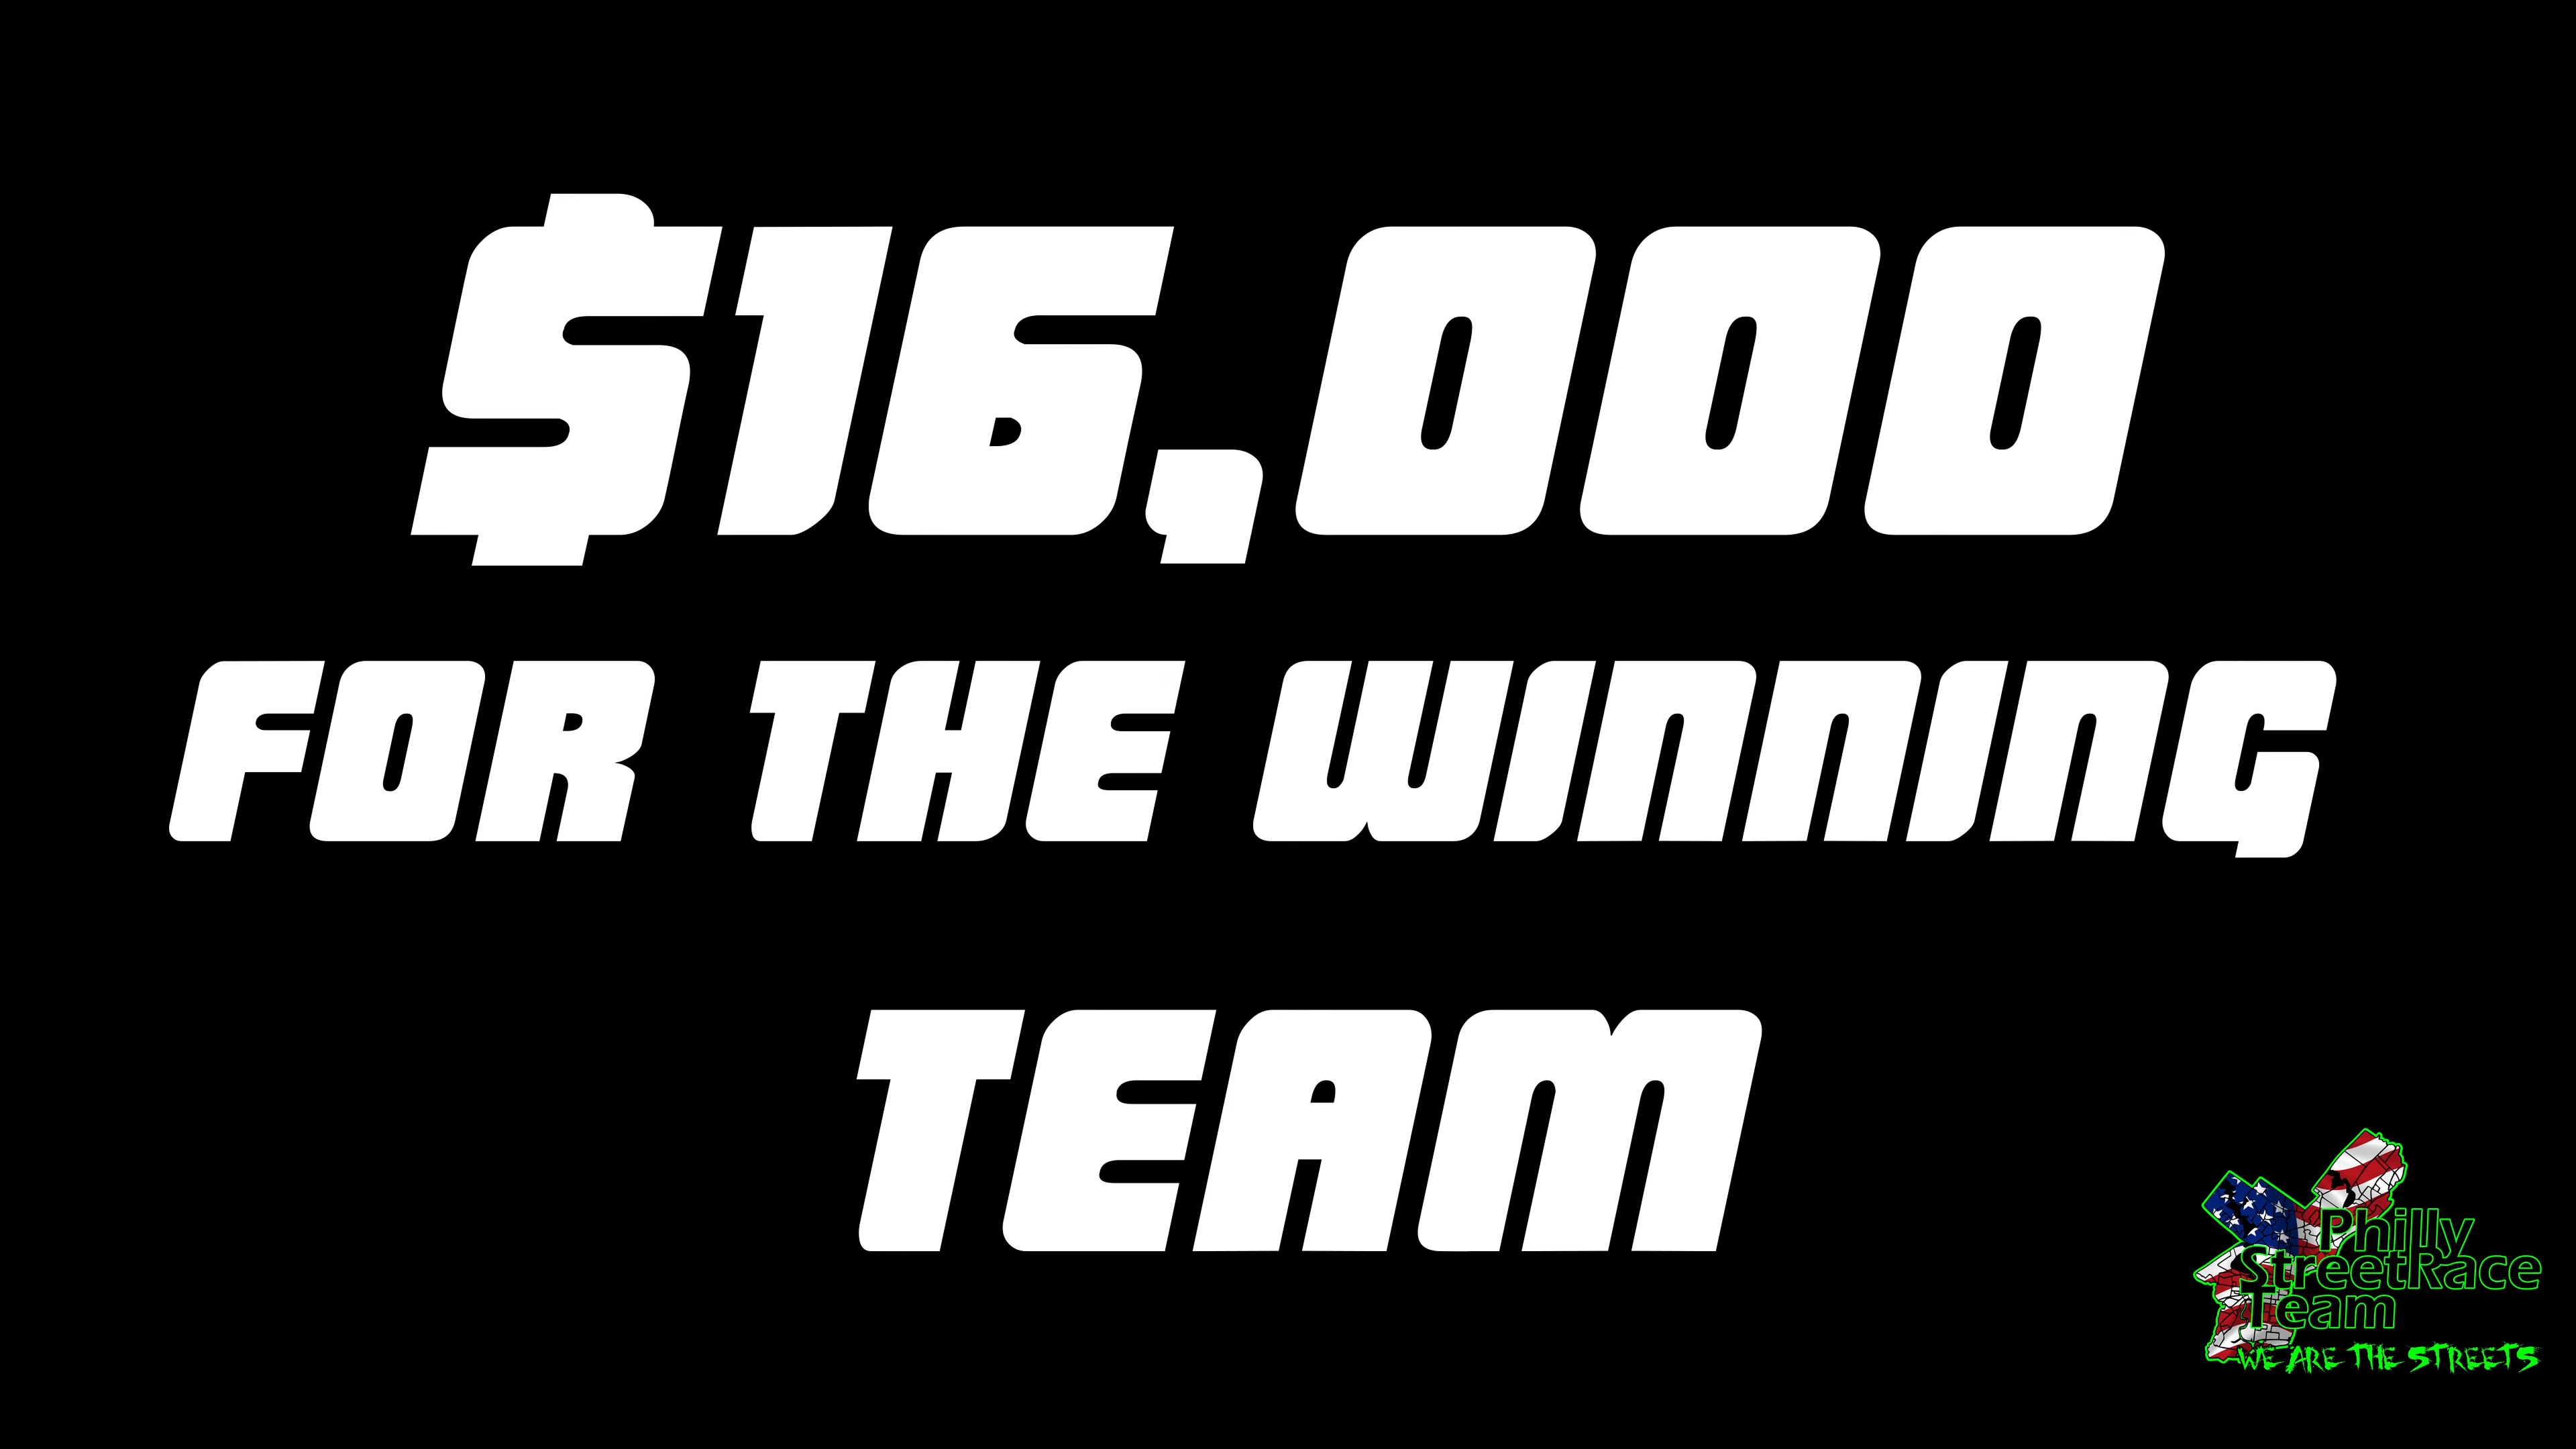 $16,000
FOR THE WINNING
TEAM
Philly
StreetRace
Team
WE ARE THE STREETS